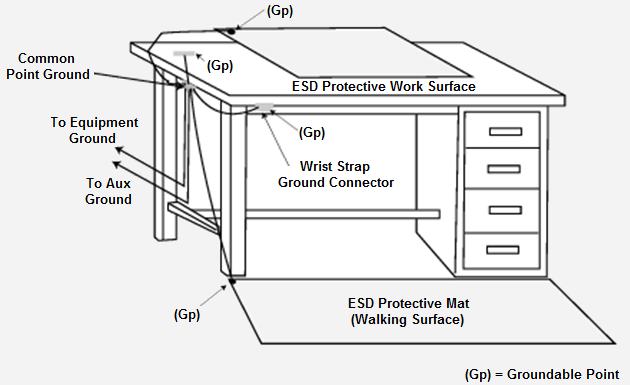 (Gp)
Common
Point Ground
(Gp)
ESD Protective Work Surface
To Equipment
Ground
(Gp)
Wrist Strap
Ground Connector
To Aux
Ground
(Gp)
ESD Protective Mat
(Walking Surface)
(Gp) = Groundable Point